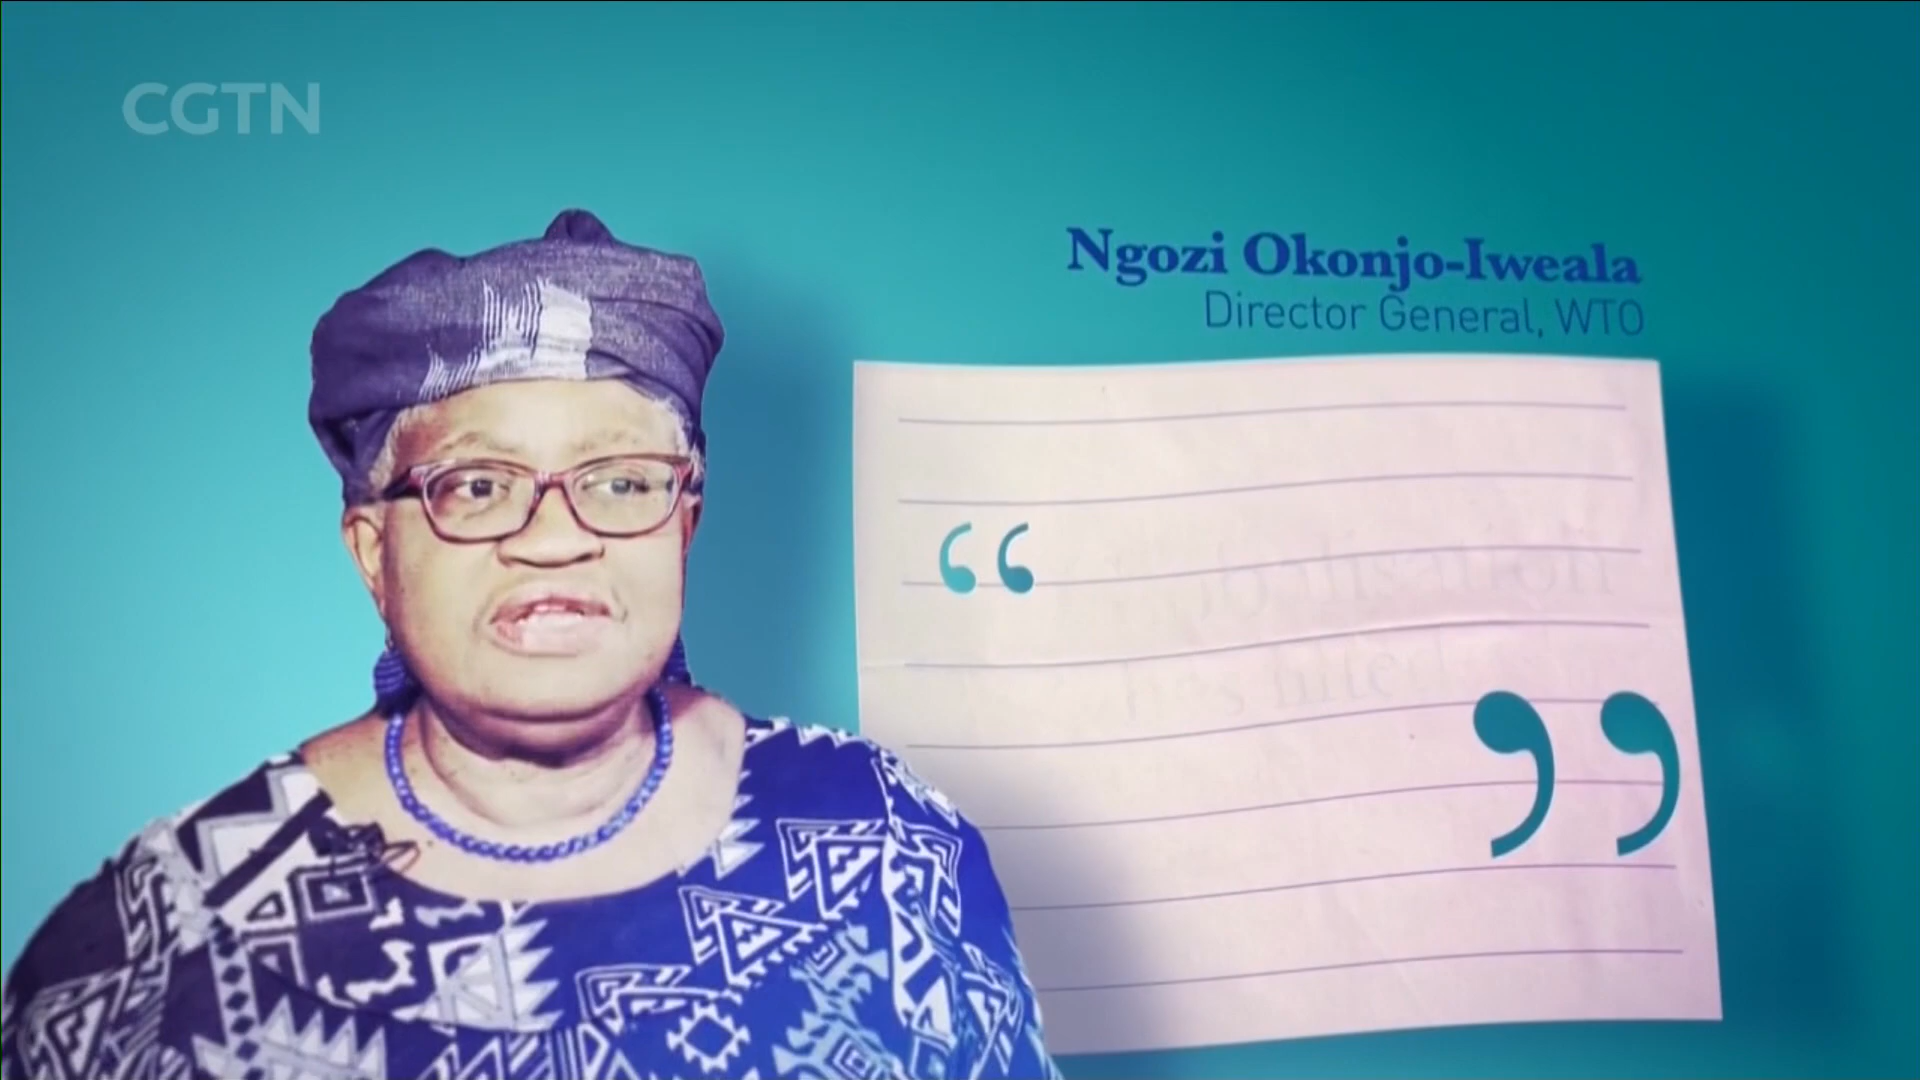 CGTN
Ngozi Okonjo-Iweala
Director General, WTO
“
”